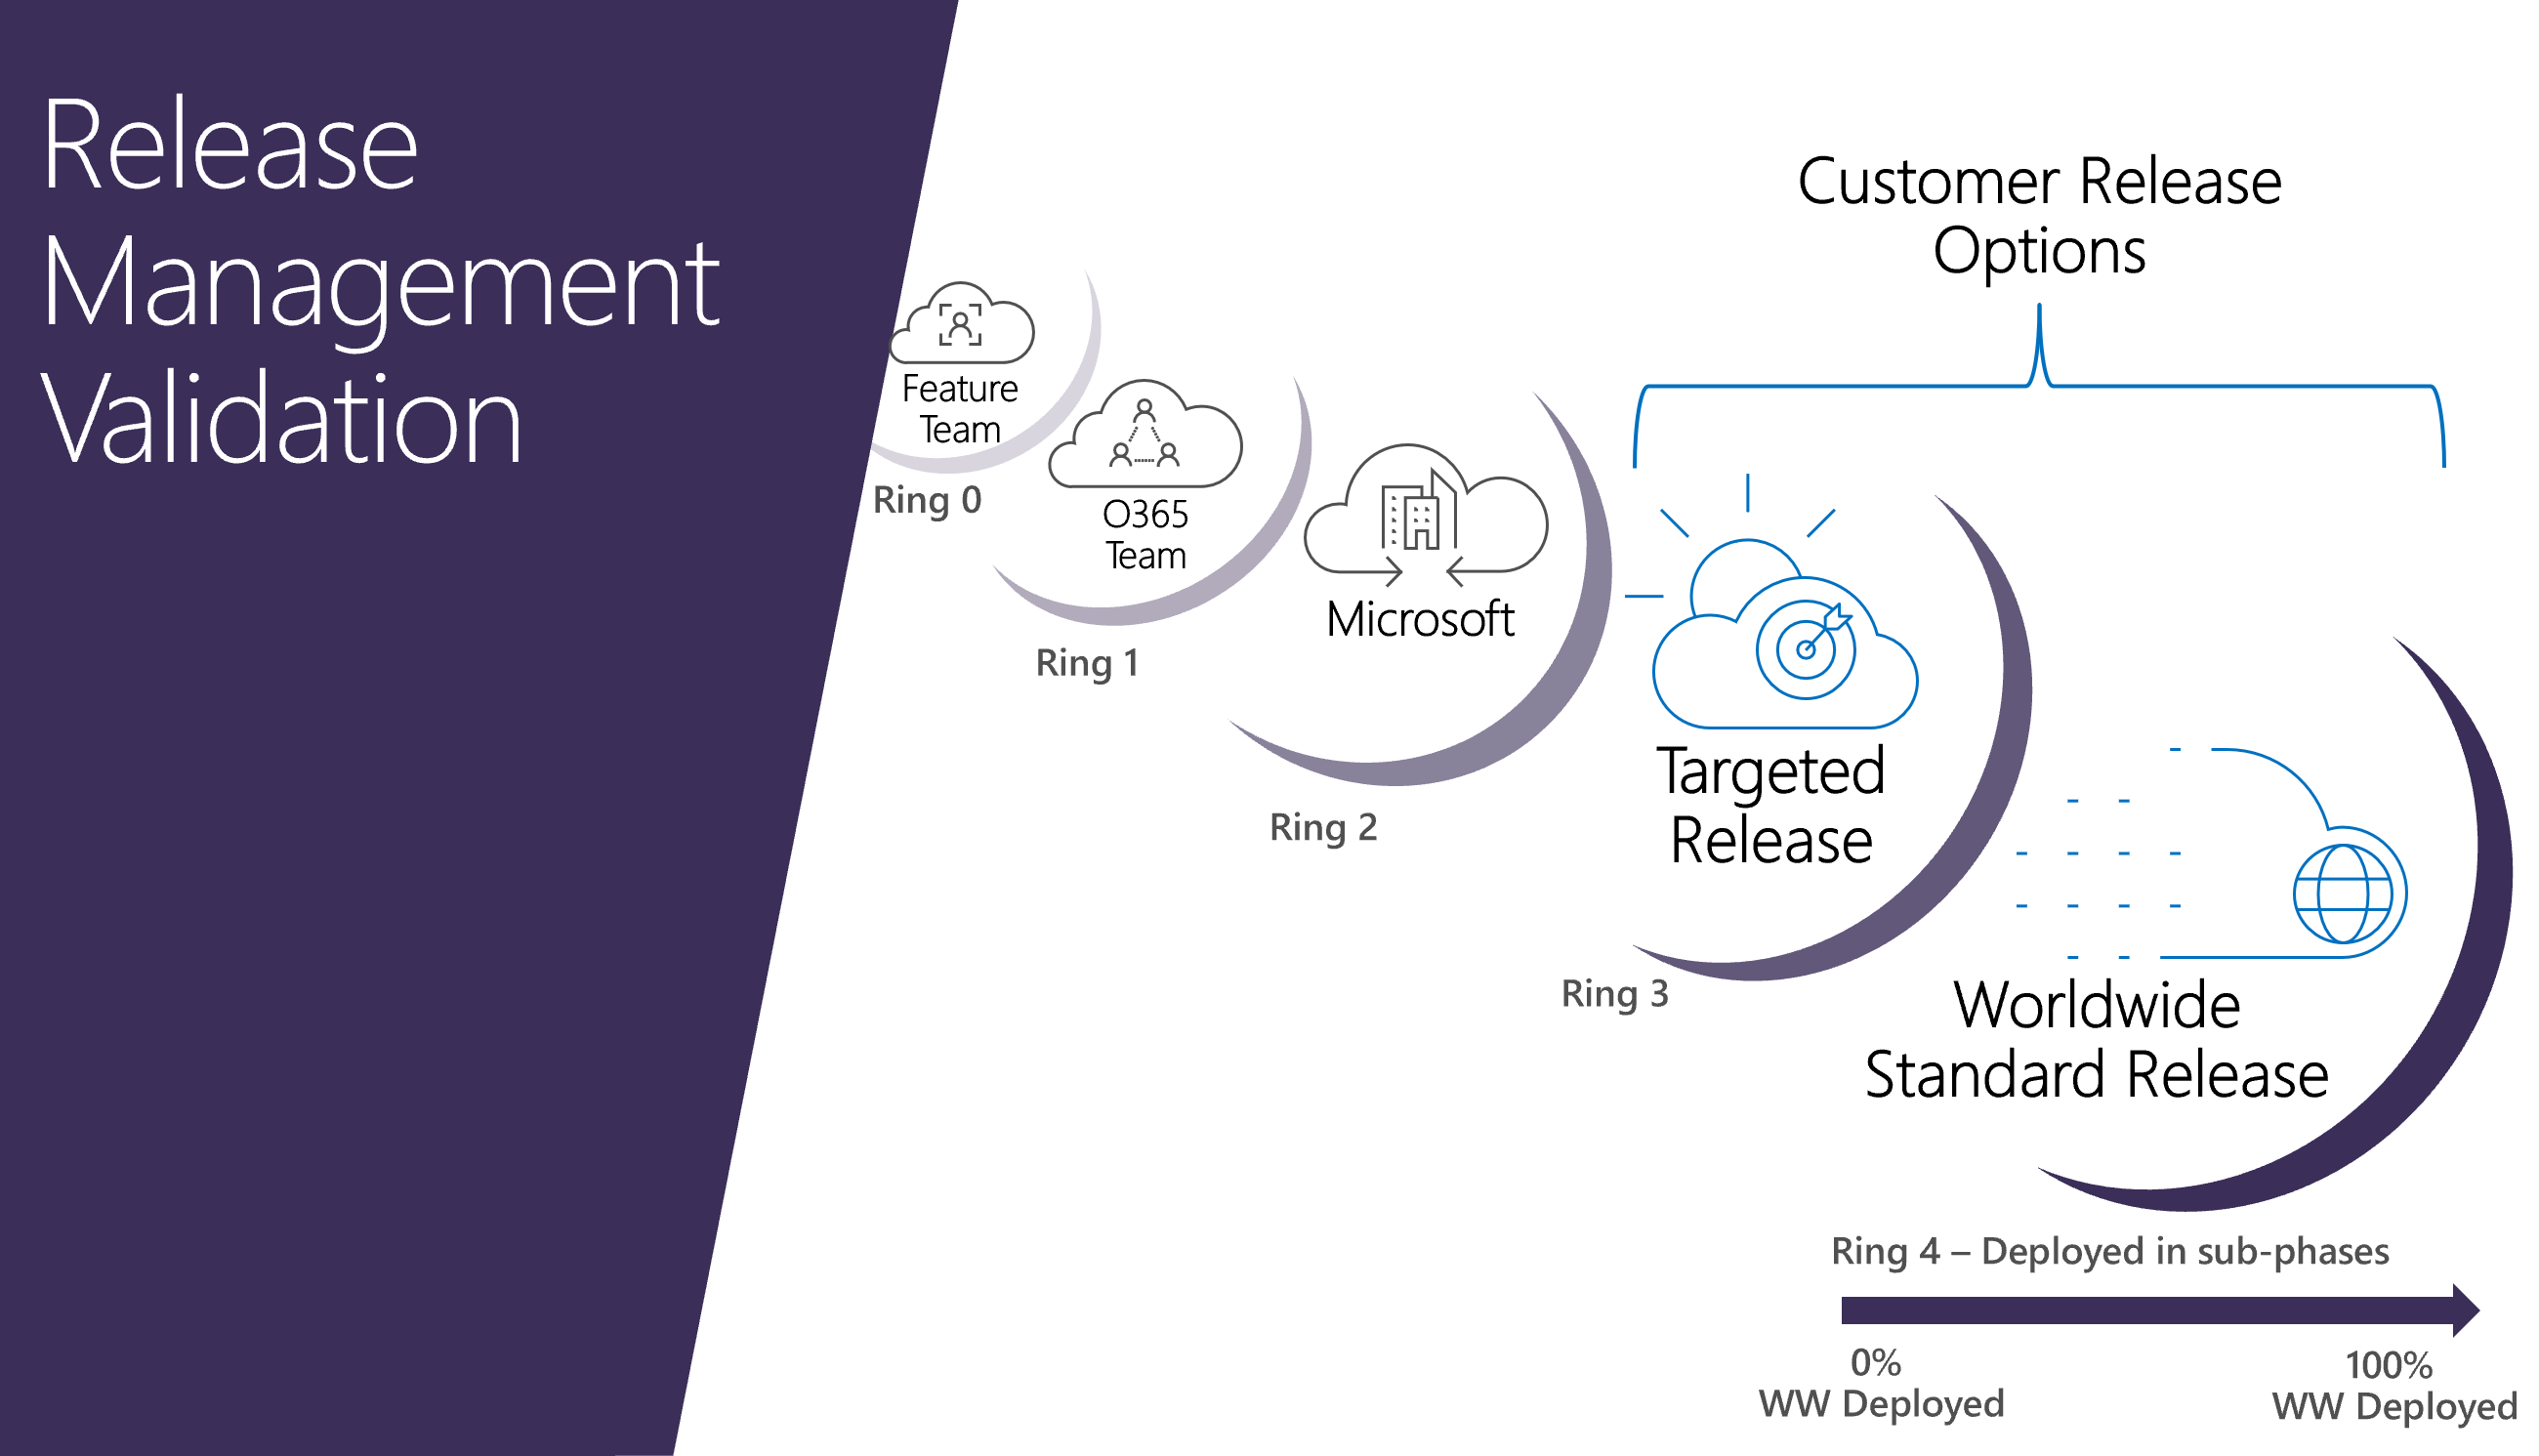 Release
Management
Validation
Customer Release
Options
Feature
Team
Ring 0
O365
Team
Ring 1
Microsoft
Ring 2
Targeted
Release
Ring 3
Worldwide
Standard Release
Ring 4 – Deployed in sub-phases
0%
WW Deployed
100%
WW Deployed